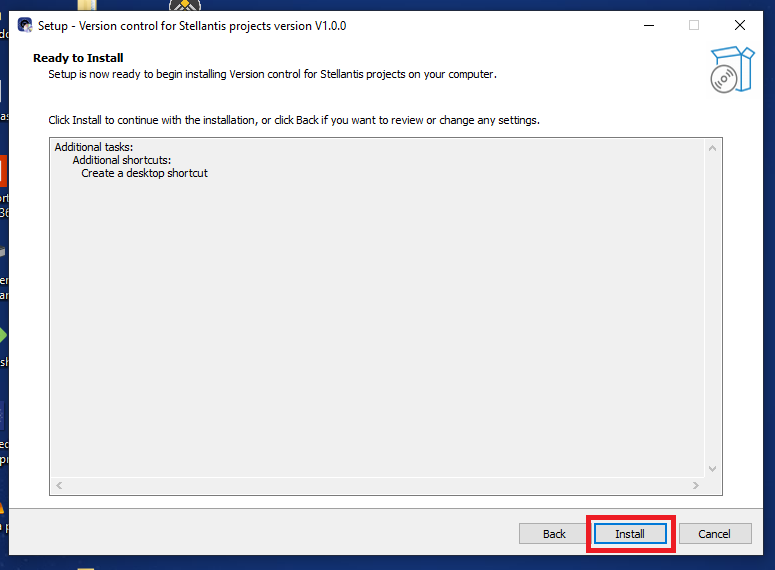 Setup - Version control for Stellantis projects version V1.0.0
Ready to Install
Setup is now ready to begin installing Version control for Stellantis projects on your computer.
Click Install to continue with the installation, or click Back if you want to review or change any settings.
Additional tasks:
Additional shortcuts:
Create a desktop shortcut
Back
Install
Cancel